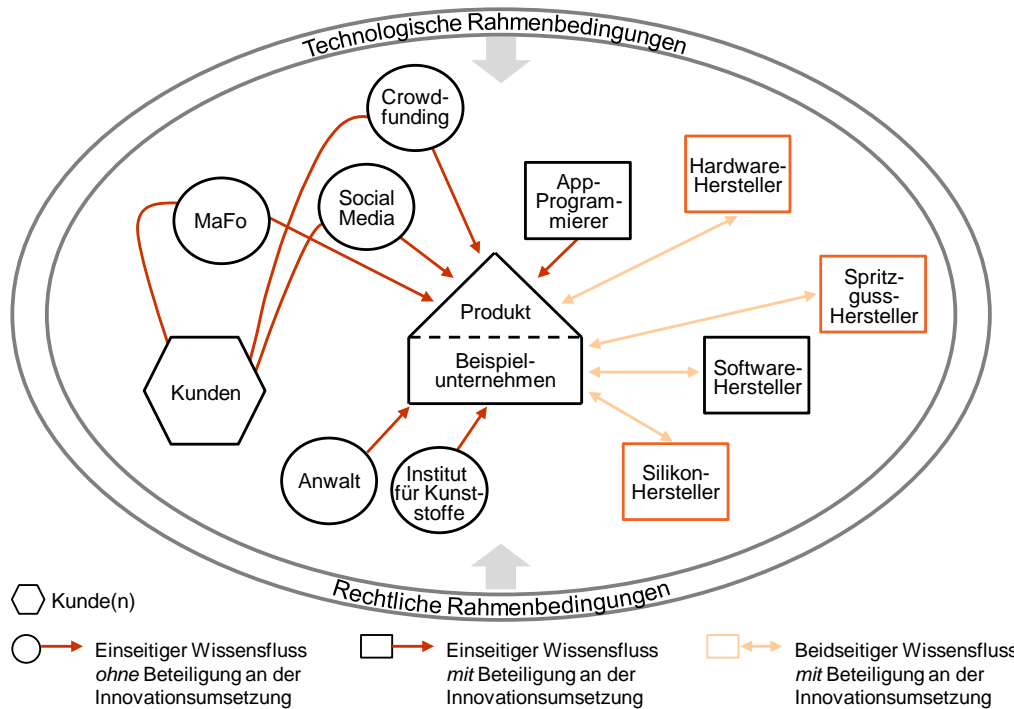 Technologische Rahmenbedingungen
Crowd-
funding
Social
Media
MaFo
App-
Program-
mierer
Hardware-
Hersteller
Spritz-
guss-
Hersteller
Produkt
Beispiel-
unternehmen
Software-
Hersteller
Kunden
Silikon-
Hersteller
Anwalt
Institut
für Kunst-
stoffe
Rechtliche Rahmenbedingungen
Kunde(n)
Einseitiger Wissensfluss
ohne Beteiligung an der
Innovationsumsetzung
Einseitiger Wissensfluss
mit Beteiligung an der
Innovationsumsetzung
Beidseitiger Wissensfluss
mit Beteiligung an der
Innovationsumsetzung